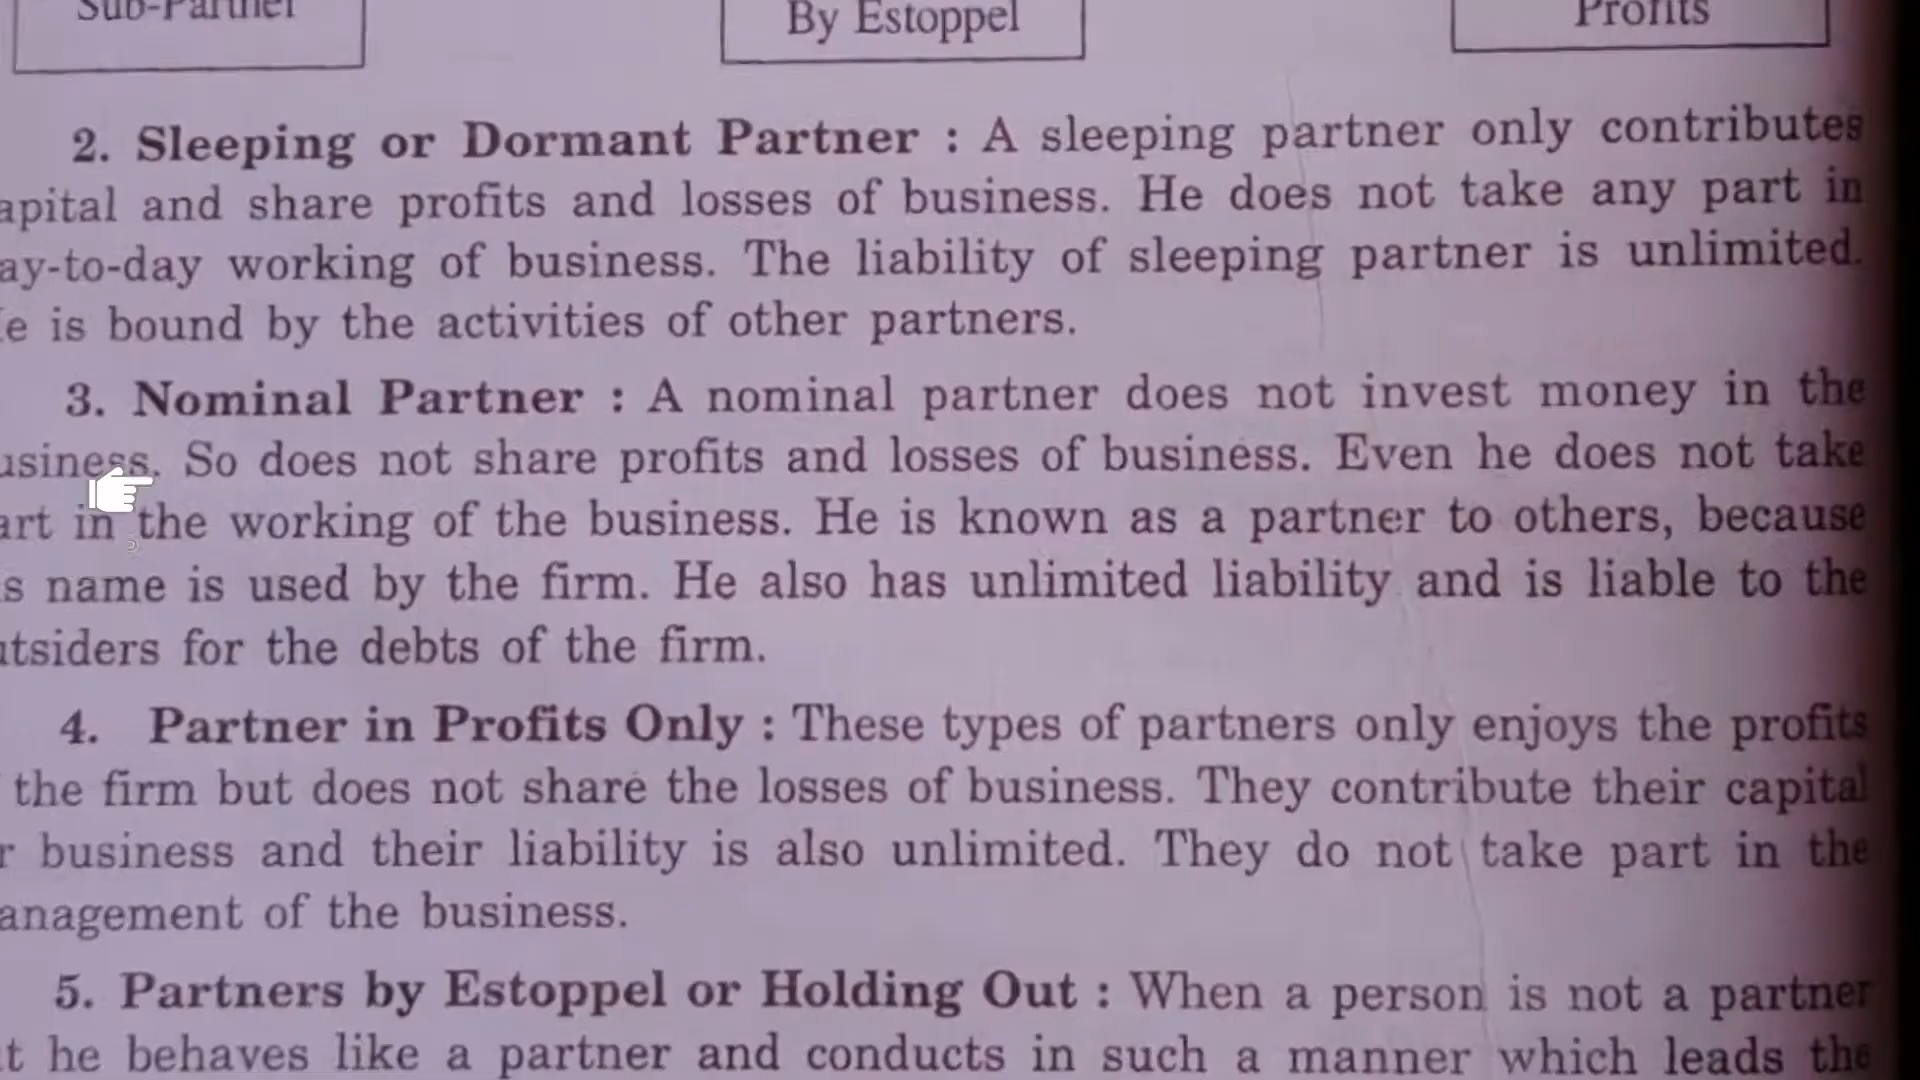 Sub-Partner
By Estoppel
Profits
2. Sleeping or Dormant Partner : A sleeping partner only contributes
apital and share profits and losses of business. He does not take any part in
ay-to-day working of business. The liability of sleeping partner is unlimited.
e is bound by the activities of other partners.
3. Nominal Partner : A nominal partner does not invest money in the
usiness. So does not share profits and losses of business. Even he does not take
art in the working of the business. He is known as a partner to others, because
s name is used by the firm. He also has unlimited liability and is liable to the
utsiders for the debts of the firm.
4. Partner in Profits Only : These types of partners only enjoys the profits
the firm but does not share the losses of business. They contribute their capital
r business and their liability is also unlimited. They do not take part in the
anagement of the business.
5. Partners by Estoppel or Holding Out : When a person is not a partner
t he behaves like a partner and conducts in such a manner which leads the